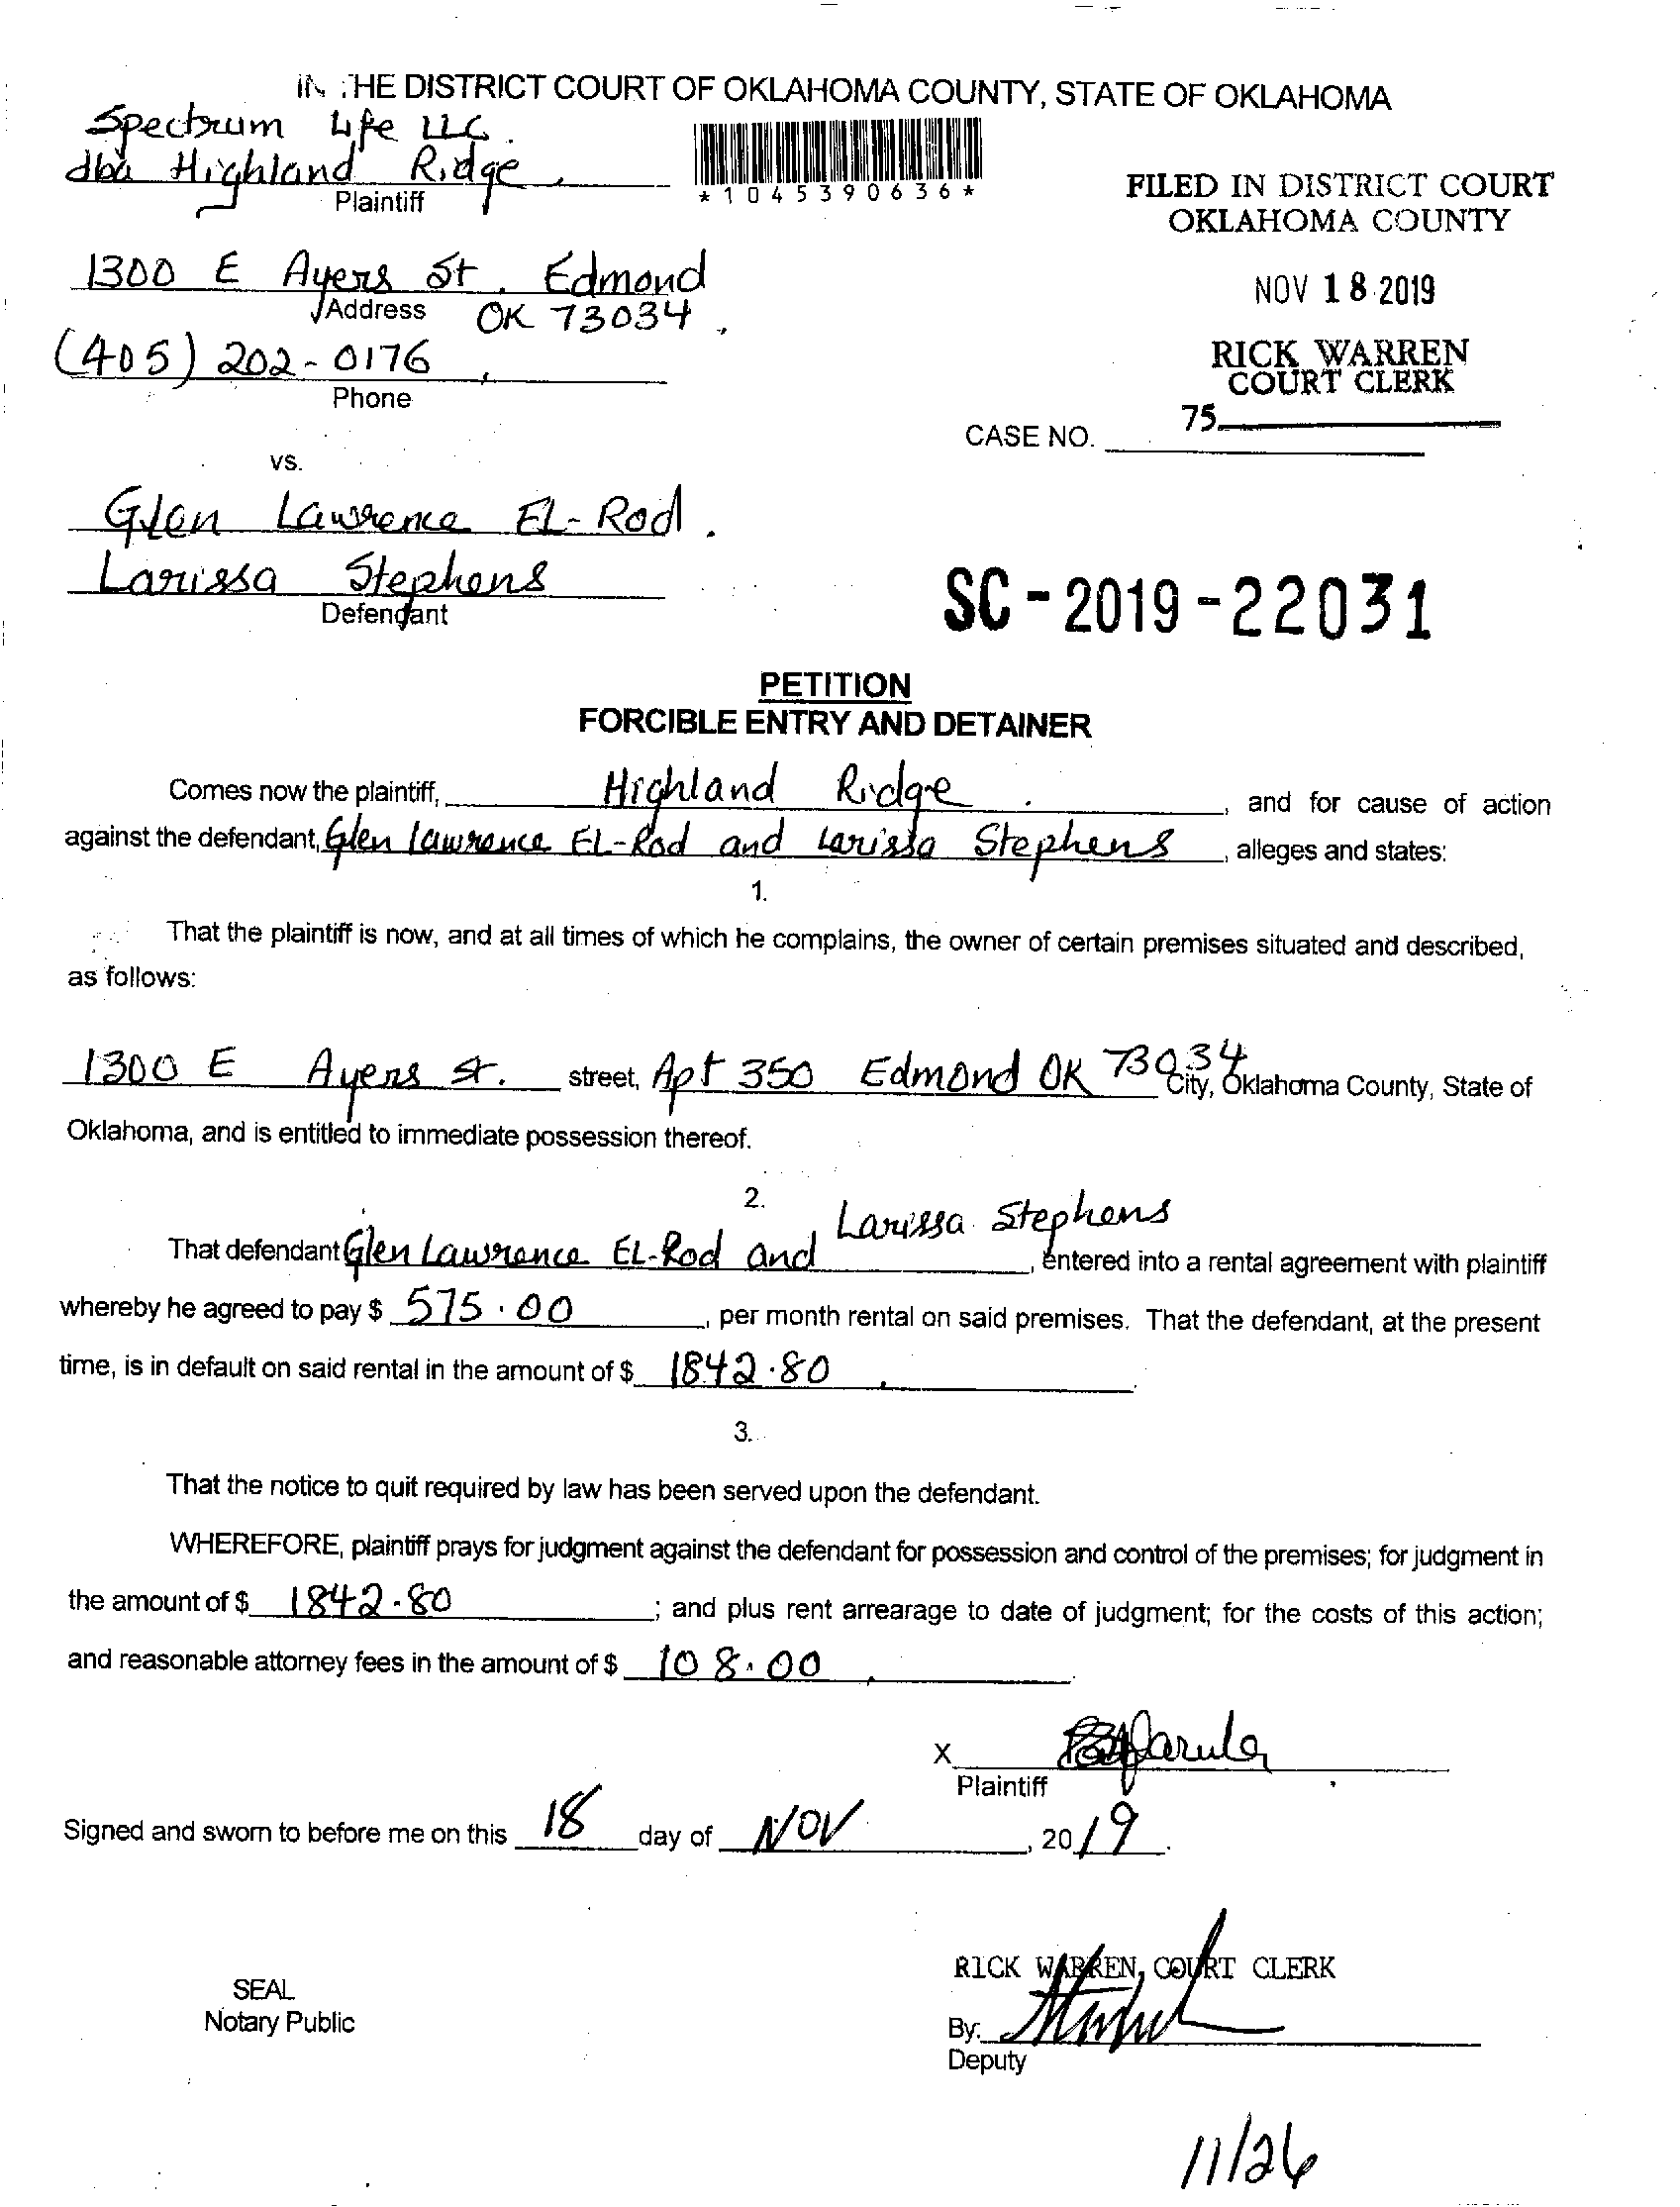 IN THE DISTRICT COURT OF OKLAHOMA COUNTY, STATE OF OKLAHOMA
Spectrum Life LLC.
dba Highland Ridge,
Plaintiff
*1045390636*
FILED IN DISTRICT COURT
OKLAHOMA COUNTY
NOV 18 2019
RICK WARREN
COURT CLERK
75
1300 E Ayers St, Edmond
Address OK 73034,
(405) 202-0176,
Phone
CASE NO.
vs.
Glen Lawrence EL-Rod.
Larissa Stephens
Defendant
SC-2019-22031
PETITION
FORCIBLE ENTRY AND DETAINER
Comes now the plaintiff, Highland Ridge, and for cause of action
against the defendant, Glen Lawrence EL-Rod and Larissa Stephens, alleges and states:
1.
That the plaintiff is now, and at all times of which he complains, the owner of certain premises situated and described,
as follows:
1300 E Ayers St. street, Apt 350 Edmond OK 73034 City, Oklahoma County, State of
Oklahoma, and is entitled to immediate possession thereof.
2.
That defendant Glen Lawrence EL-Rod and Larissa Stephens, entered into a rental agreement with plaintiff
whereby he agreed to pay $ 575.00, per month rental on said premises. That the defendant, at the present
time, is in default on said rental in the amount of $ 1842.80.
3.
That the notice to quit required by law has been served upon the defendant.
WHEREFORE, plaintiff prays for judgment against the defendant for possession and control of the premises; for judgment in
the amount of $ 1842.80; and plus rent arrearage to date of judgment; for the costs of this action;
and reasonable attorney fees in the amount of $ 108.00.
X
Plaintiff
Signed and sworn to before me on this 18 day of NOV, 2019.
RICK WARREN, COURT CLERK
SEAL
Notary Public
By:
Deputy
11/26